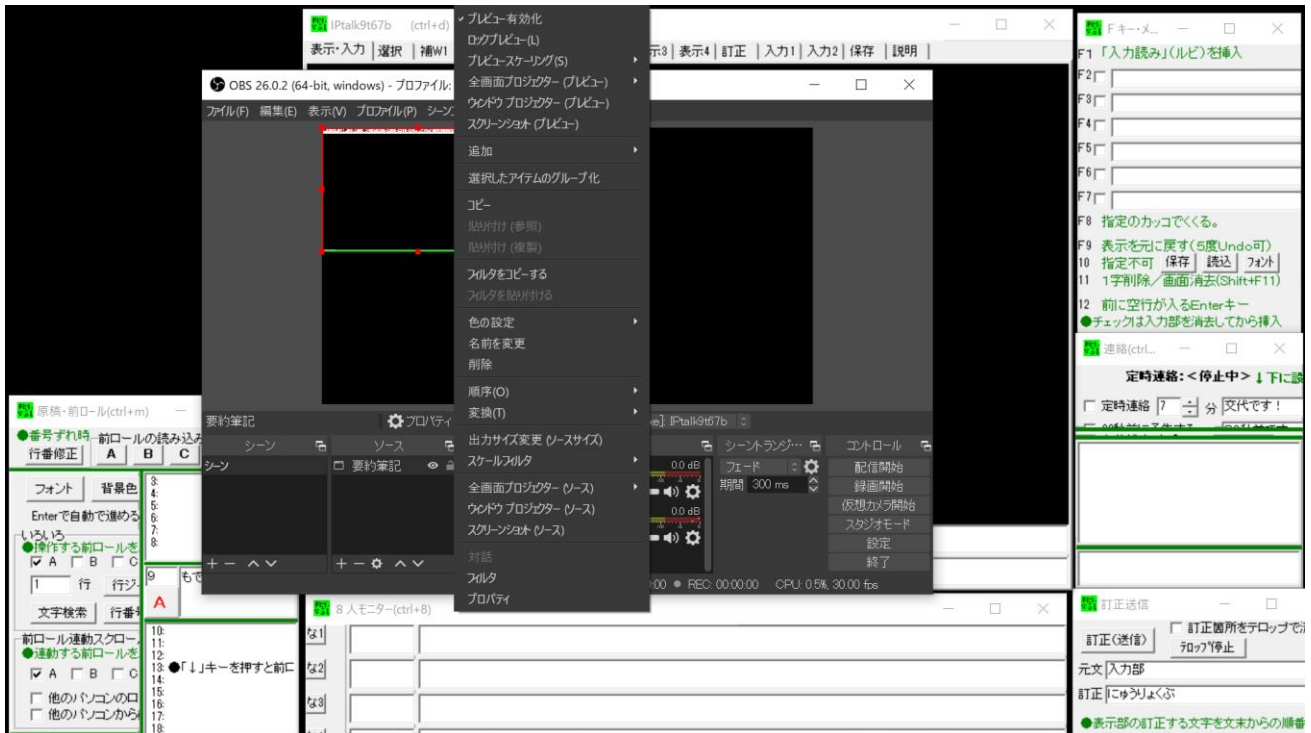 IPtalk9t67b (ctrl+d)
表示・入力 選択 補W1
表示4 訂正 入力1 入力2 保存 説明
OBS 26.0.2 (64-bit, windows) - プロファイル:
ファイル(F) 編集(E) 表示(V) プロファイル(P)
プレビュー有効化
ロックプレビュー(L)
プレビュースケーリング(S)
全画面プロジェクター (プレビュー)
ウィンドウ プロジェクター (プレビュー)
スクリーンショット (プレビュー)
追加
選択したアイテムのグループ化
コピー
貼り付け (参照)
貼り付け (複製)
フィルタをコピーする
フィルタを貼り付ける
色の設定
名前を変更
削除
順序(O)
変換(T)
出力サイズ変更 (ソースサイズ)
スケールフィルタ
全画面プロジェクター (ソース)
ウィンドウ プロジェクター (ソース)
スクリーンショット (ソース)
対話
フィルタ
プロパティ
要約筆記
プロパティ
IPtalk9t67b
シーン
ソース
シーントランジ…
コントロール
シーン
要約筆記
0.0 dB
0.0 dB
フェード
期間 300 ms
配信開始
録画開始
仮想カメラ開始
スタジオモード
設定
終了
REC: 00:00:00 CPU: 0.5%, 30.00 fps
Fキー・メ...
F1 「入力読み」(ルビ)を挿入
F2
F3
F4
F5
F6
F7
F8 指定のカッコでくくる。
F9 表示を元に戻す(5度Undo可)
10 指定不可 保存 読込 フォント
11 1字削除/画面消去(Shift+F11)
12 前に空行が入るEnterキー
●チェックは入力部を消去してから挿入
連絡(ctrl...
定時連絡:<停止中>
↓下に
定時連絡 7 分 交代です!
原稿・前ロール(ctrl+m)
●番号ずれ時
前ロールの読み込み
行番修正 A B C
フォント 背景色
Enterで自動で進める
いろいろ
●操作する前ロールを
A B C
1 行 行ジ
文字検索 行番
前ロール連動スクロー
●連動する前ロールを
A B C
他のパソコンのロ
他のパソコンから
3:
4:
5:
6:
7:
8:
9 もで
A
10:
11:
12:
13: ●「↓」キーを押すと前ロ
14:
15:
16:
17:
18:
8人モニター(ctrl+8)
な1
な2
な3
訂正送信
訂正(送信)
訂正箇所をテロップで
テロップ停止
元文 入力部
訂正 にゅうりょくぶ
●表示部の訂正する文字を文末からの順番